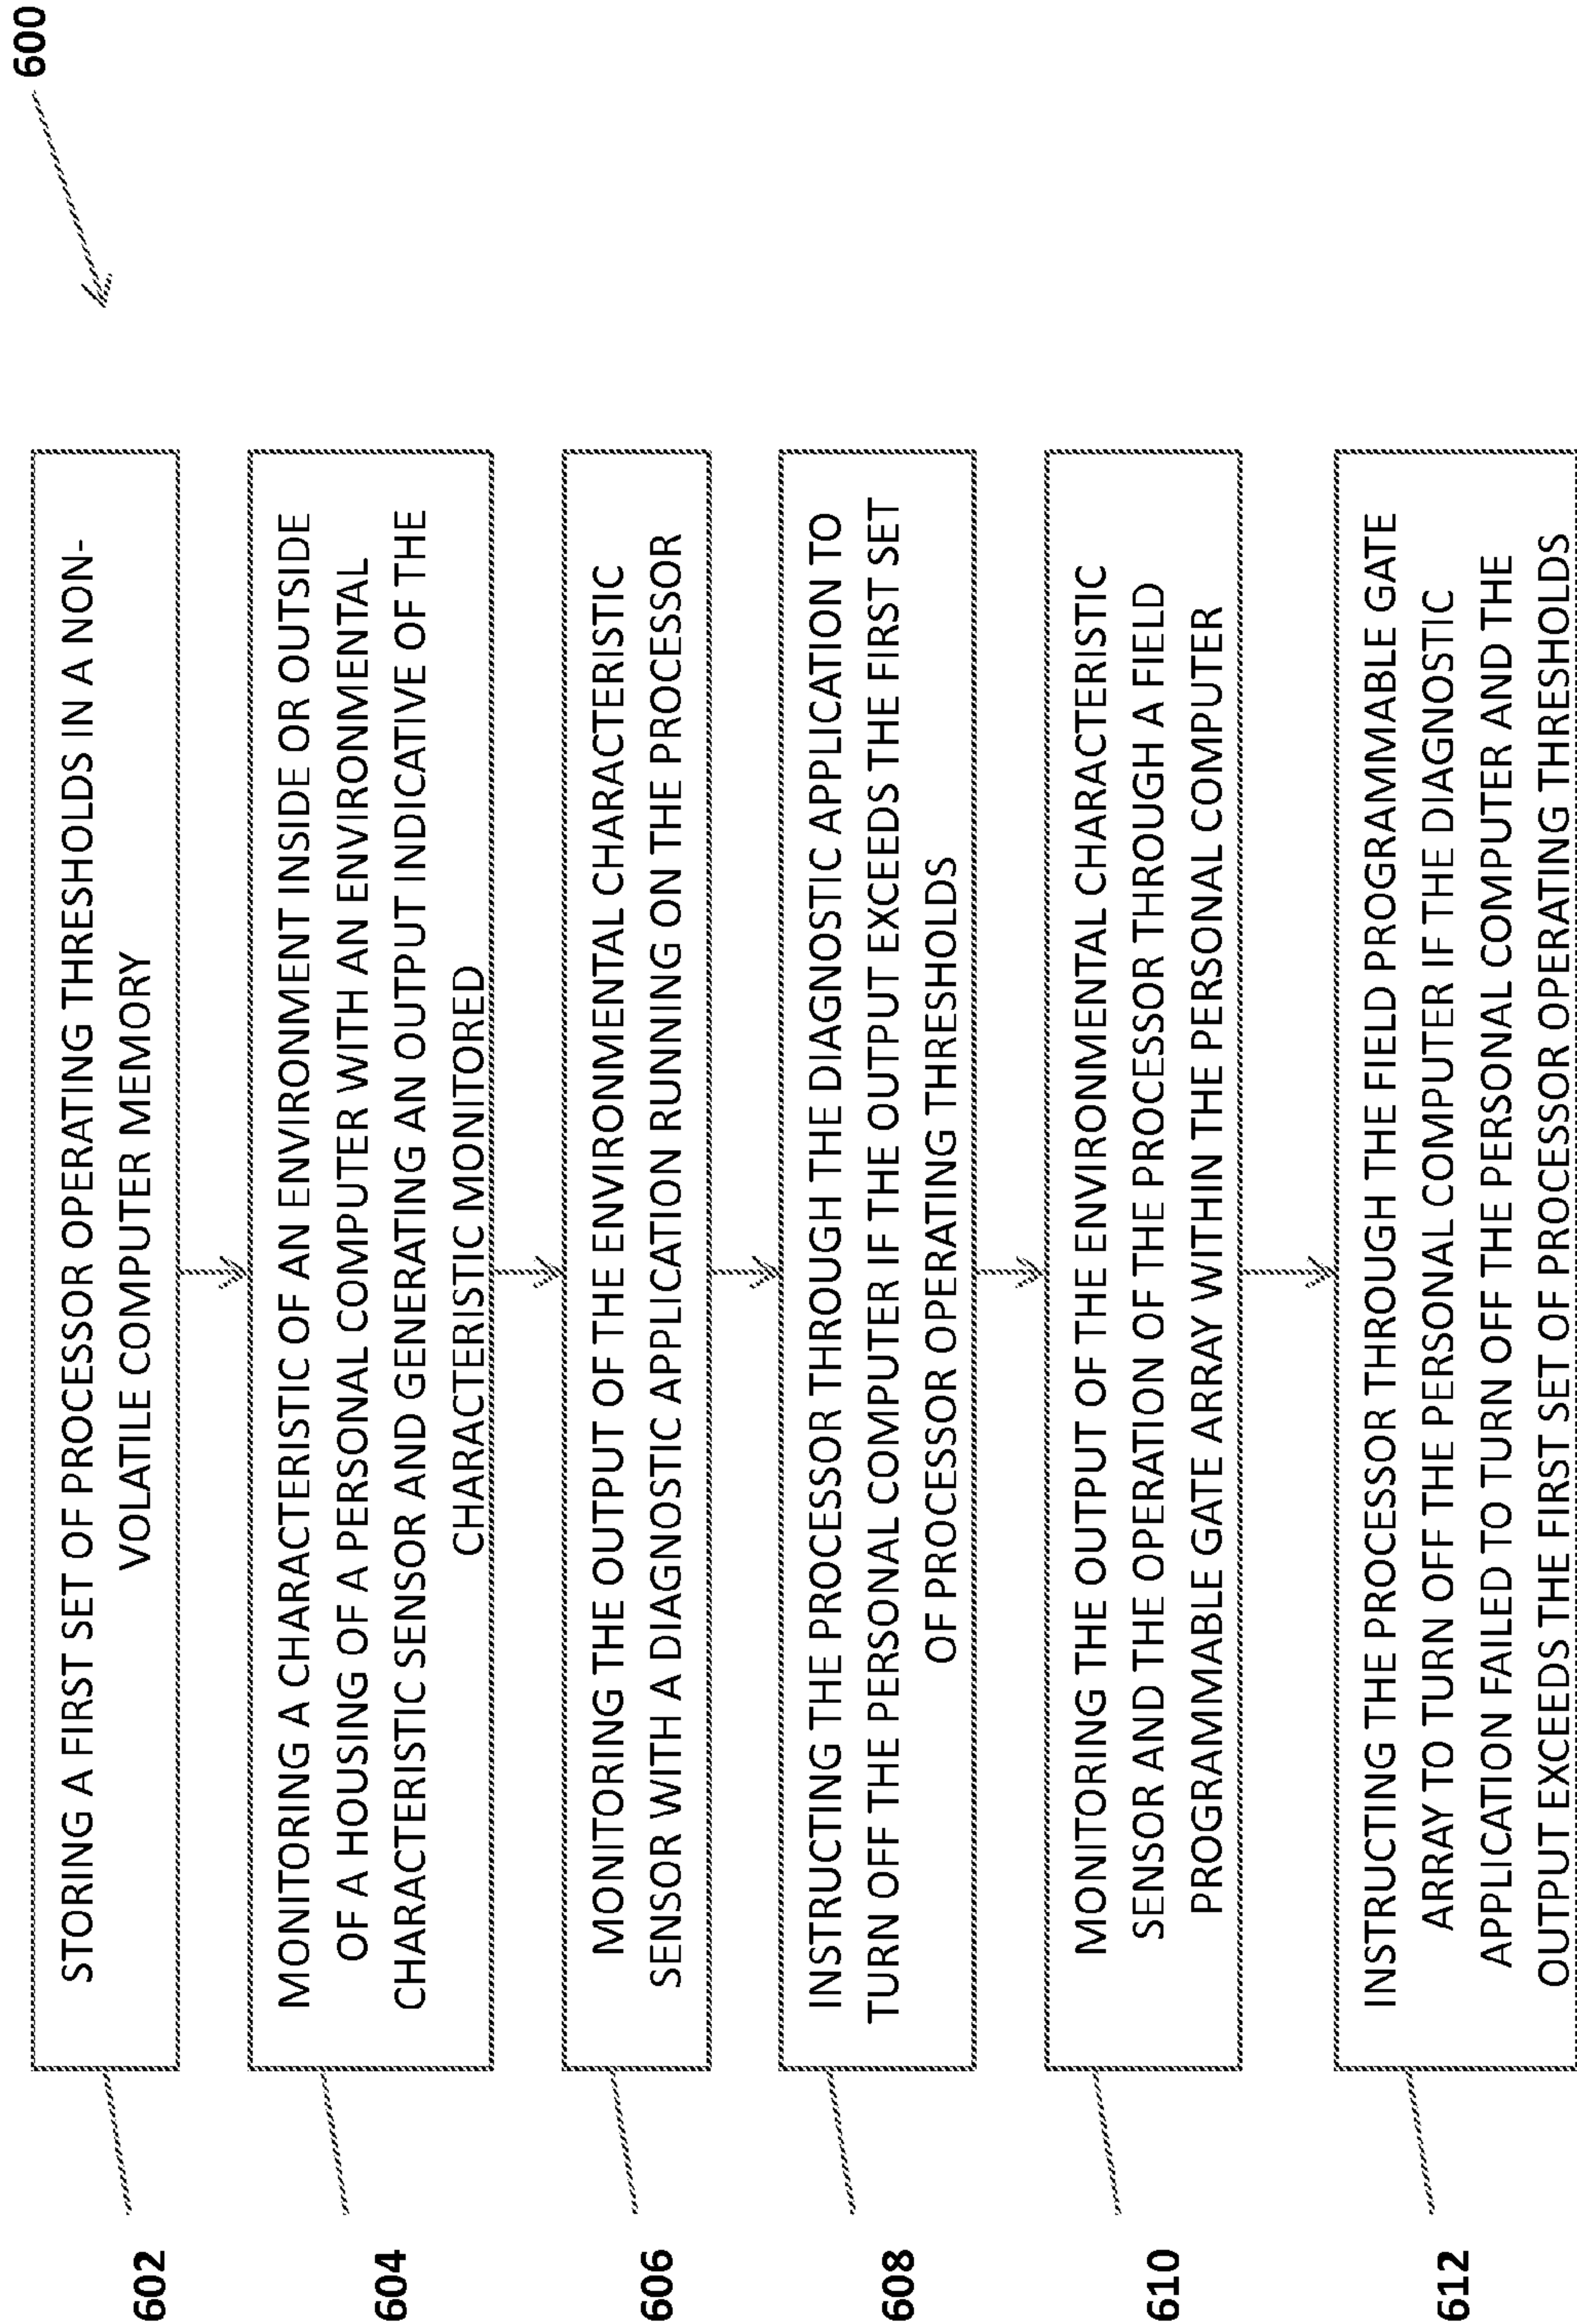 600
602
STORING A FIRST SET OF PROCESSOR OPERATING THRESHOLDS IN A NON-
VOLATILE COMPUTER MEMORY
604
MONITORING A CHARACTERISTIC OF AN ENVIRONMENT INSIDE OR OUTSIDE
OF A HOUSING OF A PERSONAL COMPUTER WITH AN ENVIRONMENTAL
CHARACTERISTIC SENSOR AND GENERATING AN OUTPUT INDICATIVE OF THE
CHARACTERISTIC MONITORED
606
MONITORING THE OUTPUT OF THE ENVIRONMENTAL CHARACTERISTIC
SENSOR WITH A DIAGNOSTIC APPLICATION RUNNING ON THE PROCESSOR
608
INSTRUCTING THE PROCESSOR THROUGH THE DIAGNOSTIC APPLICATION TO
TURN OFF THE PERSONAL COMPUTER IF THE OUTPUT EXCEEDS THE FIRST SET
OF PROCESSOR OPERATING THRESHOLDS
610
MONITORING THE OUTPUT OF THE ENVIRONMENTAL CHARACTERISTIC
SENSOR AND THE OPERATION OF THE PROCESSOR THROUGH A FIELD
PROGRAMMABLE GATE ARRAY WITHIN THE PERSONAL COMPUTER
612
INSTRUCTING THE PROCESSOR THROUGH THE FIELD PROGRAMMABLE GATE
ARRAY TO TURN OFF THE PERSONAL COMPUTER IF THE DIAGNOSTIC
APPLICATION FAILED TO TURN OFF THE PERSONAL COMPUTER AND THE
OUTPUT EXCEEDS THE FIRST SET OF PROCESSOR OPERATING THRESHOLDS